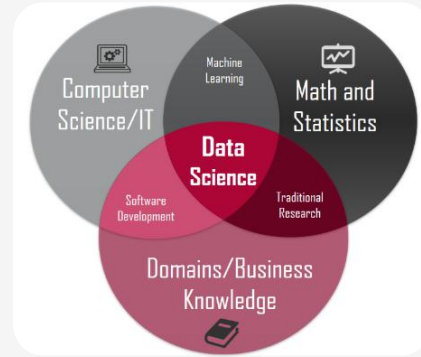 Machine
Learning
Computer
Science/IT
Math and
Statistics
Data
Science
Software
Development
Traditional
Research
Domains/Business
Knowledge